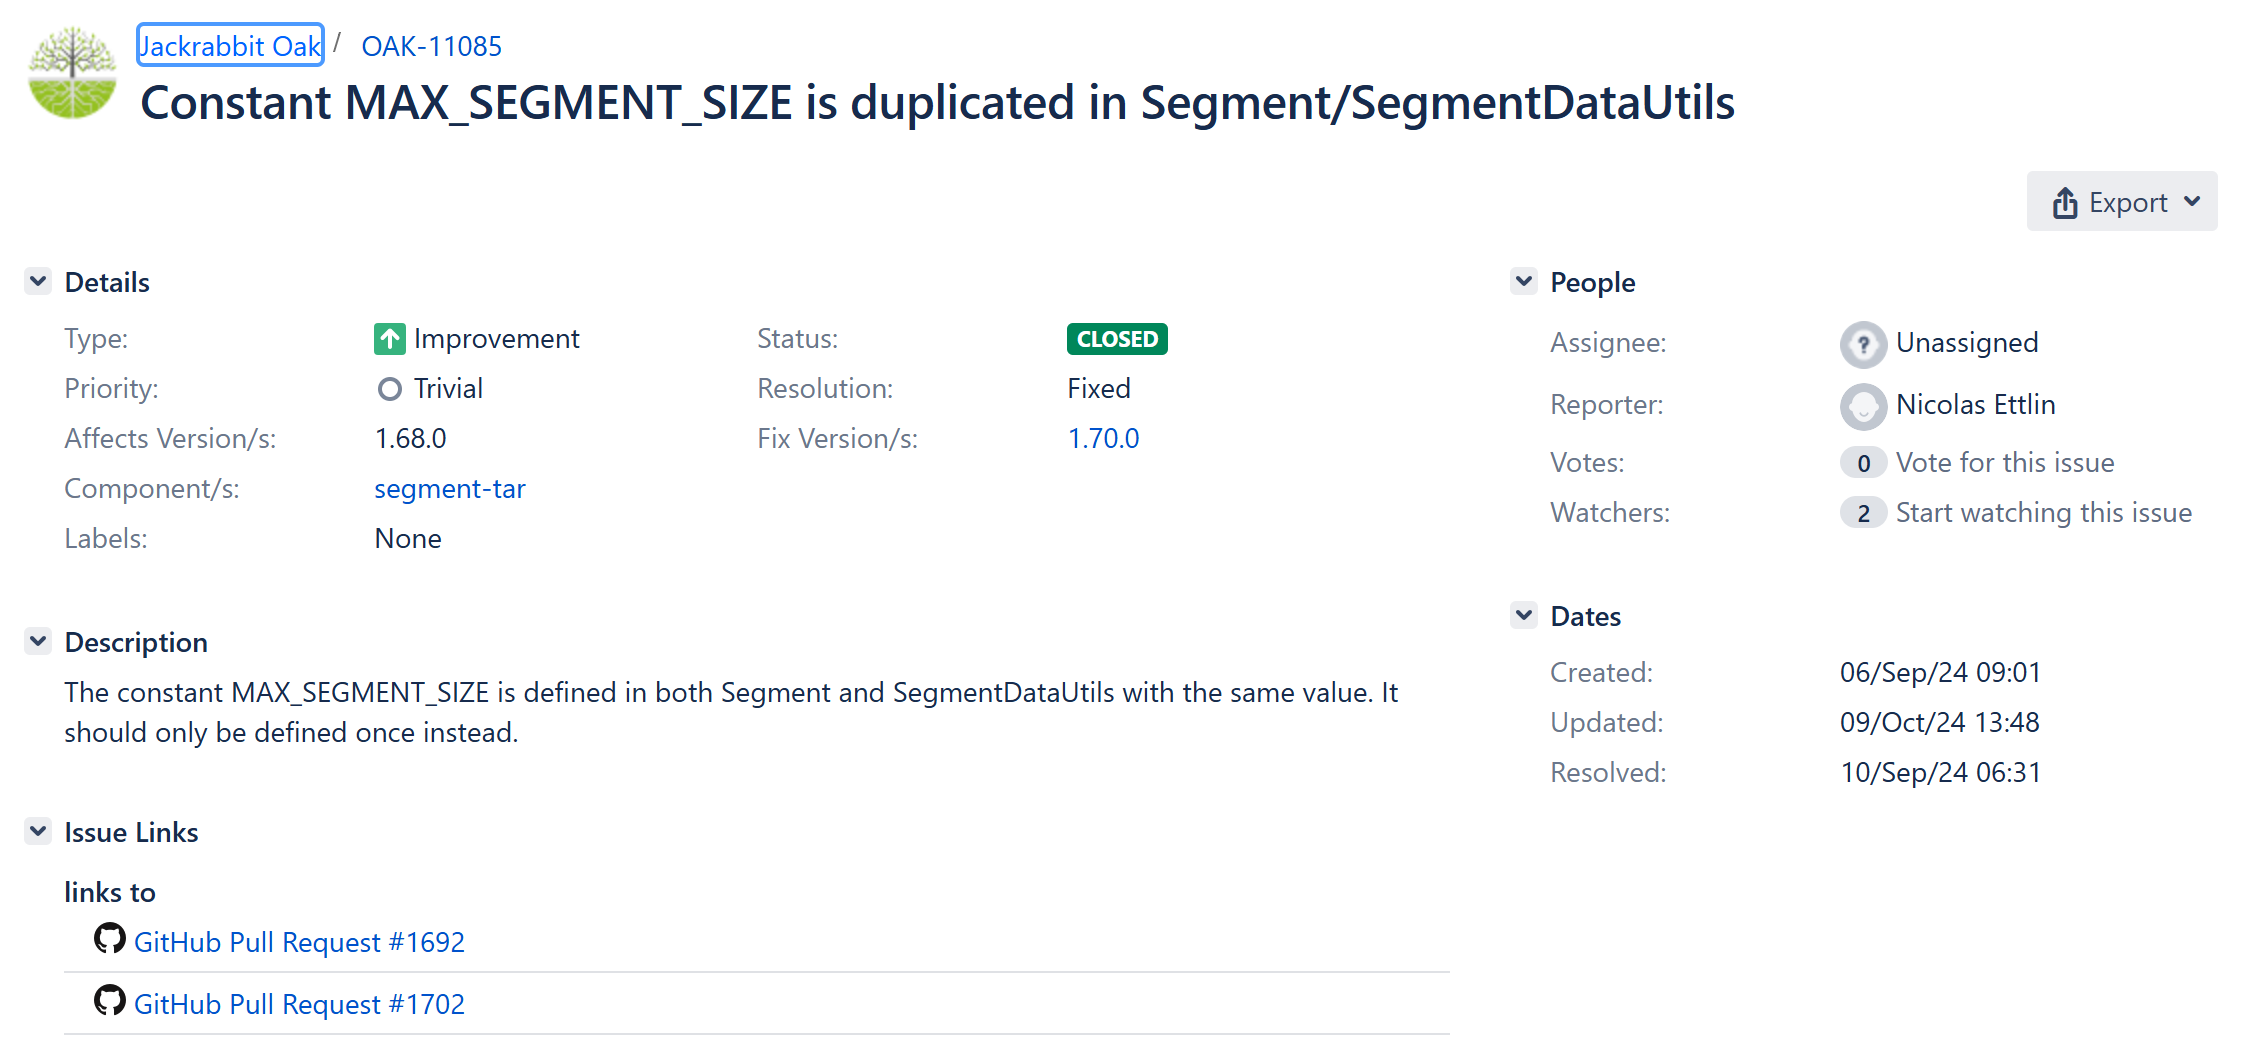 Jackrabbit Oak / OAK-11085
Constant MAX_SEGMENT_SIZE is duplicated in Segment/SegmentDataUtils
Export
Details
Type: Improvement
Status: CLOSED
Priority: Trivial
Resolution: Fixed
Affects Version/s: 1.68.0
Fix Version/s: 1.70.0
Component/s: segment-tar
Labels: None
Description
The constant MAX_SEGMENT_SIZE is defined in both Segment and SegmentDataUtils with the same value. It
should only be defined once instead.
Issue Links
links to
GitHub Pull Request #1692
GitHub Pull Request #1702
People
Assignee: ? Unassigned
Reporter: Nicolas Ettlin
Votes: 0 Vote for this issue
Watchers: 2 Start watching this issue
Dates
Created: 06/Sep/24 09:01
Updated: 09/Oct/24 13:48
Resolved: 10/Sep/24 06:31